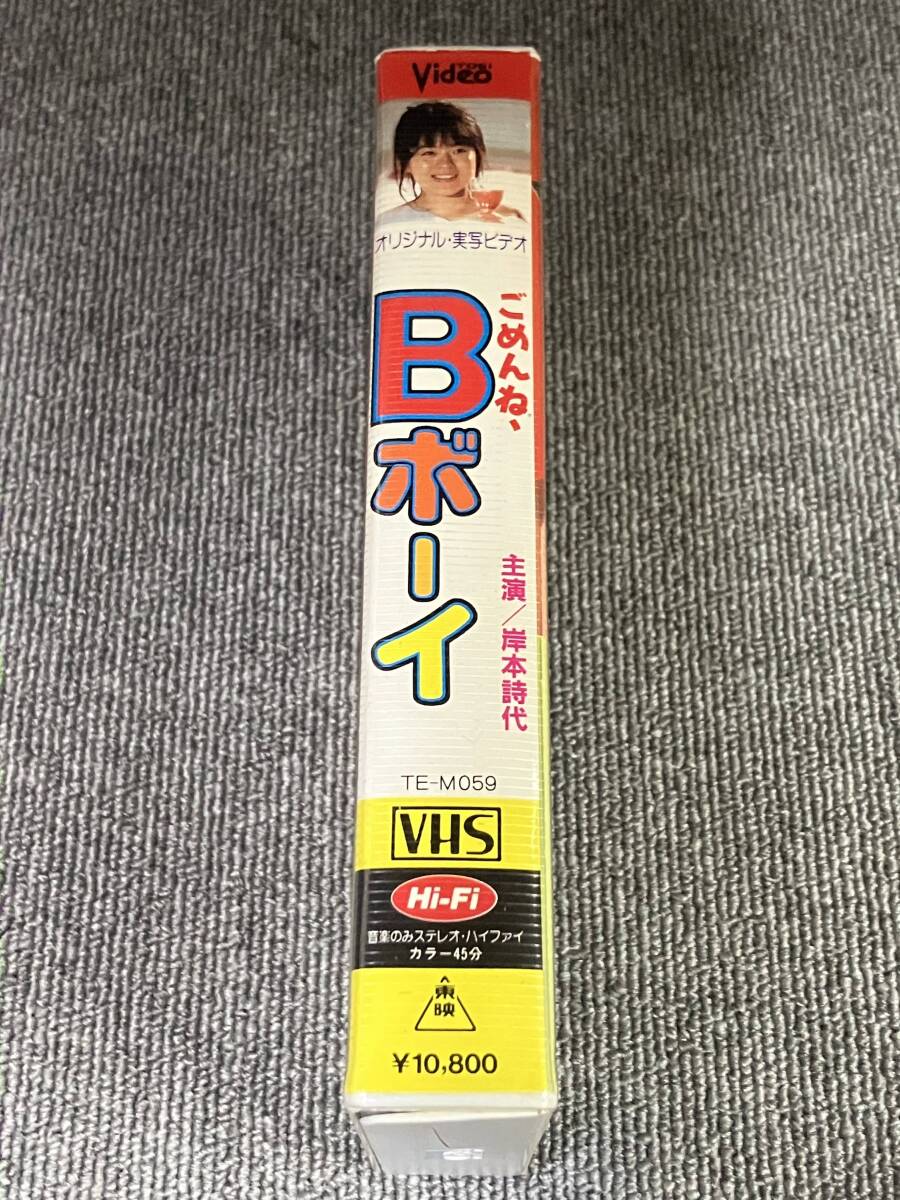 TOEI
Video
オリジナル・実写ビデオ
ごめんね、
Bボーイ
主演／岸本詩代
TE-M059
VHS
Hi-Fi
音楽のみステレオ・ハイファイ
カラー45分
東映
¥10,800